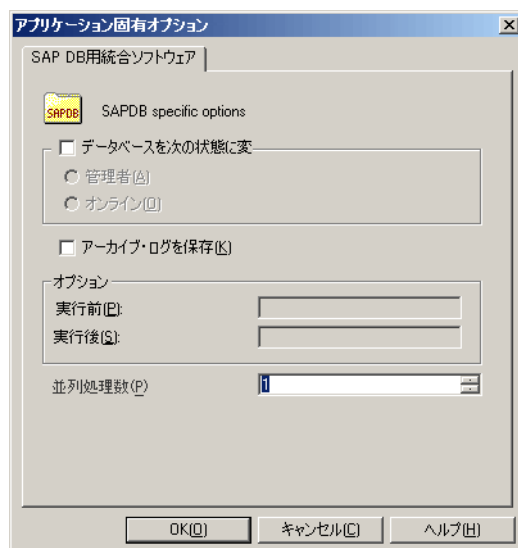 アプリケーション固有オプション
SAP DB用統合ソフトウェア
SAPDB
SAPDB specific options
データベースを次の状態に変
管理者(A)
オンライン(O)
アーカイブ・ログを保存(K)
オプション
実行前(P):
実行後(S):
並列処理数(P)
1
OK(O)
キャンセル(C)
ヘルプ(H)